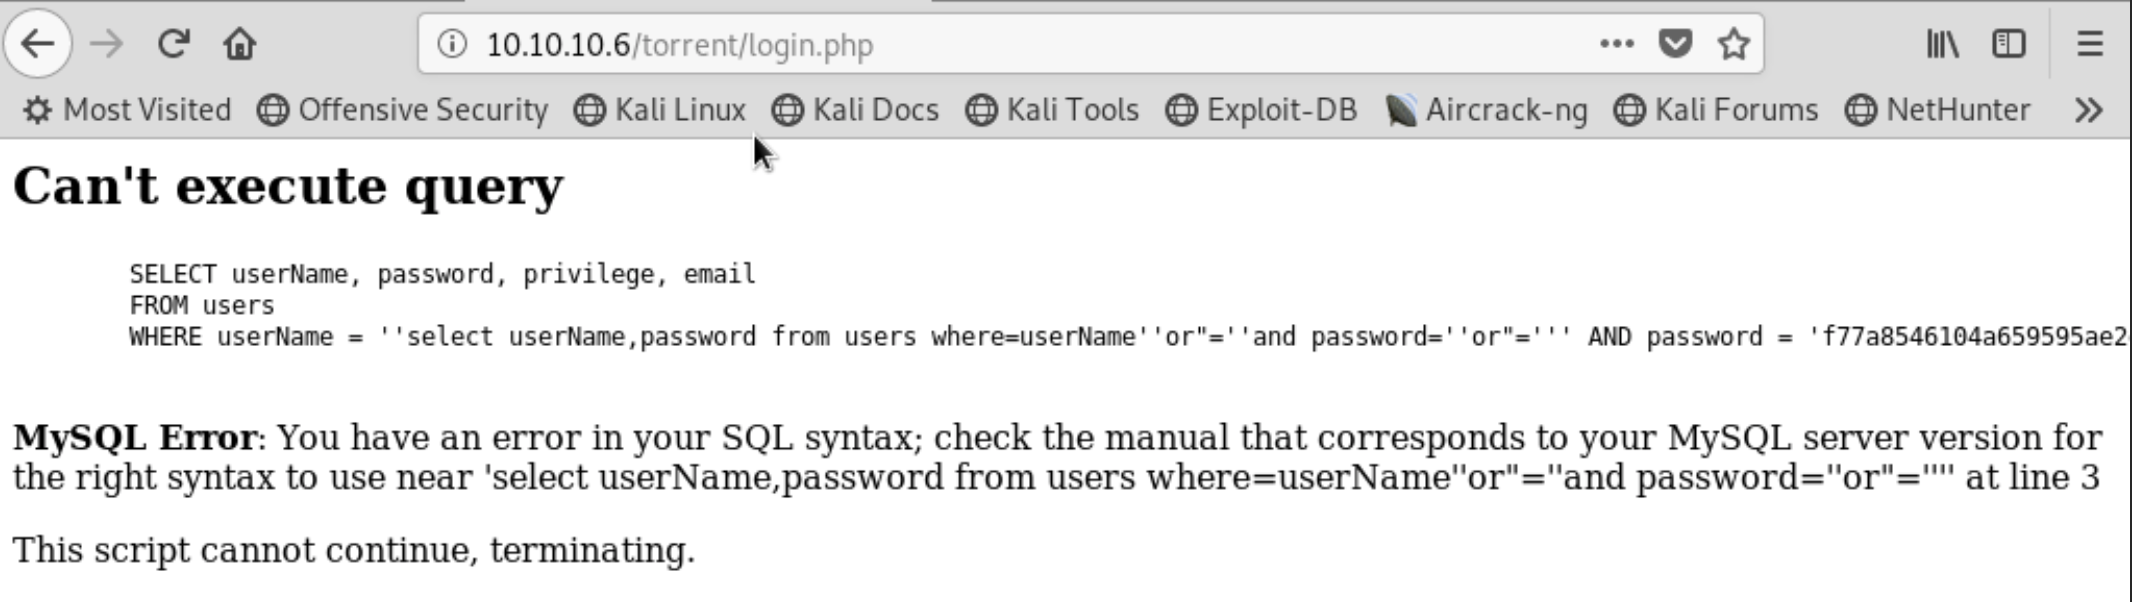 10.10.10.6/torrent/login.php
Most Visited Offensive Security Kali Linux Kali Docs Kali Tools Exploit-DB Aircrack-ng Kali Forums NetHunter
Can't execute query
SELECT userName, password, privilege, email
FROM users
WHERE userName = ''select userName,password from users where=userName''or"=''and password=''or"=''' AND password = 'f77a8546104a659595ae2
MySQL Error: You have an error in your SQL syntax; check the manual that corresponds to your MySQL server version for
the right syntax to use near 'select userName,password from users where=userName''or"=''and password=''or"=''''  at line 3
This script cannot continue, terminating.